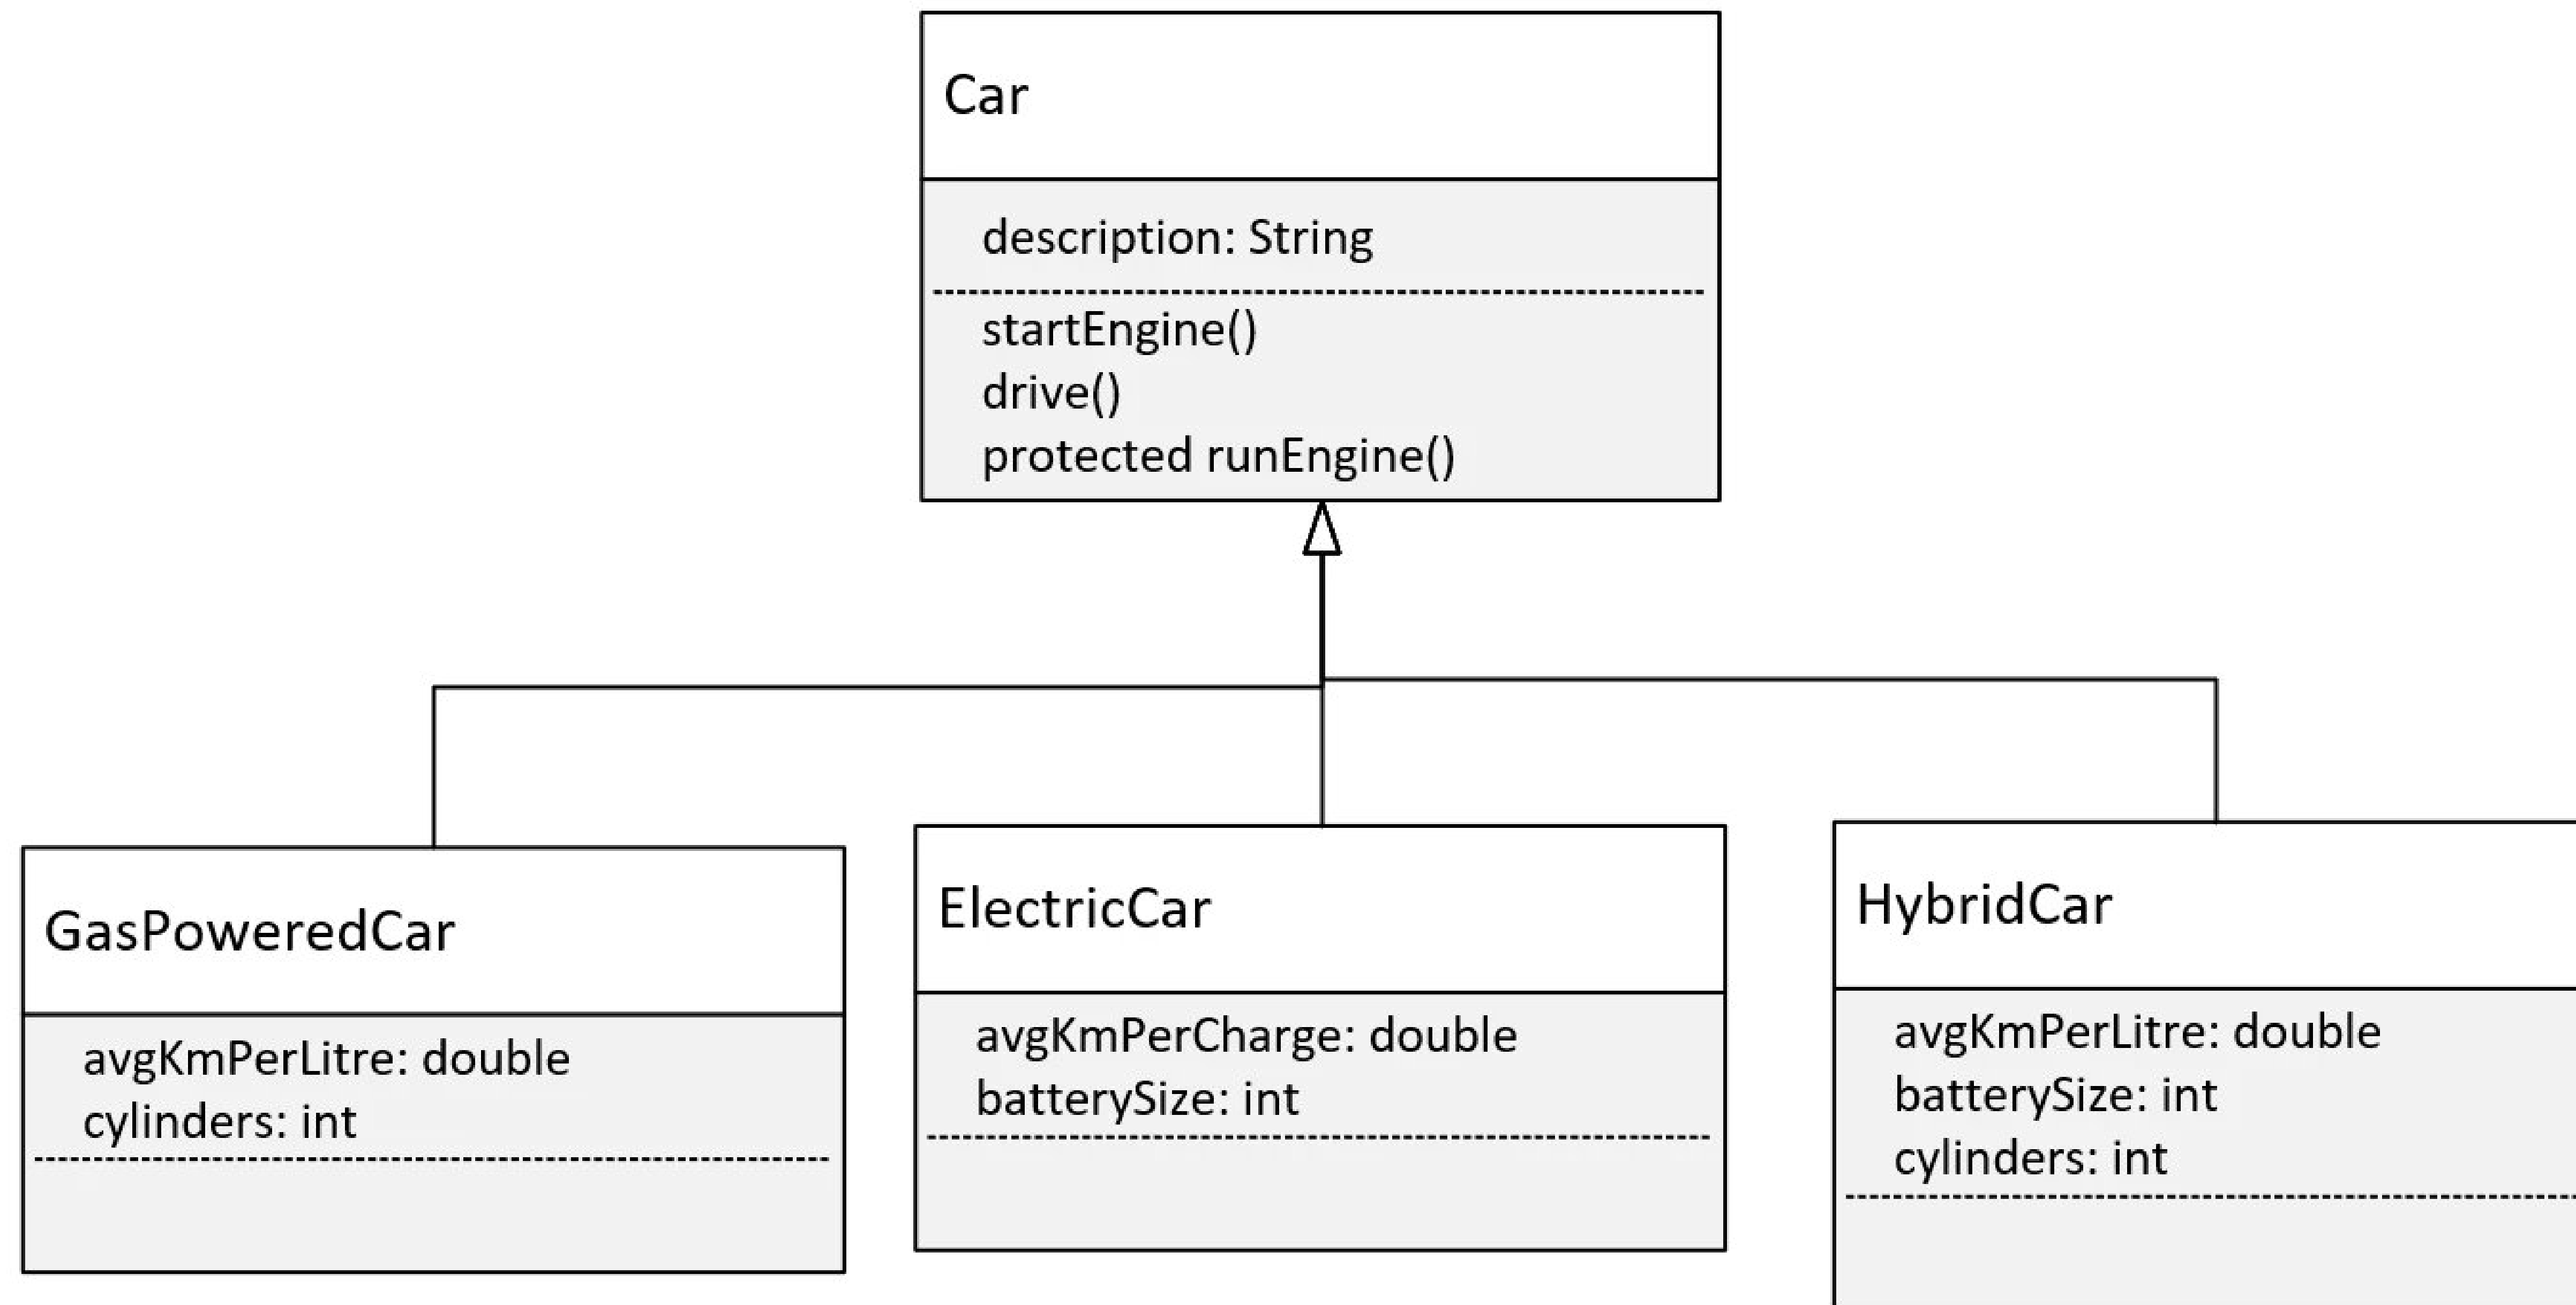 Car
description: String
startEngine()
drive()
protected runEngine()
GasPoweredCar
avgKmPerLitre: double
cylinders: int
ElectricCar
avgKmPerCharge: double
batterySize: int
HybridCar
avgKmPerLitre: double
batterySize: int
cylinders: int